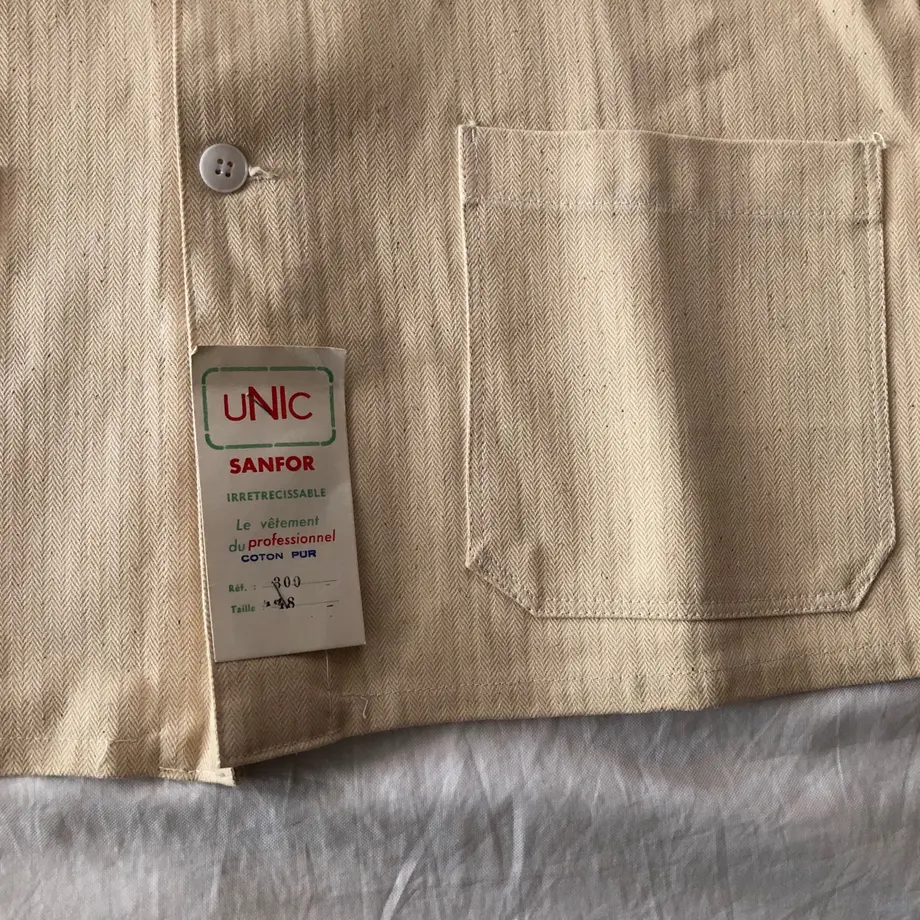 uNIc
SANFOR
IRRETRECISSABLE
Le vêtement
du professionnel
COTON PUR
Réf. : 300
Taille :